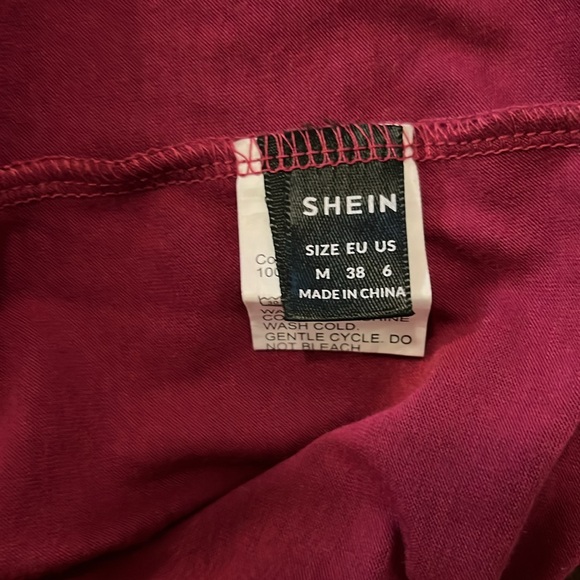 SHEIN
SIZE EU US
M 38 6
MADE IN CHINA
WASH COLD.
GENTLE CYCLE. DO
NOT BLEACH